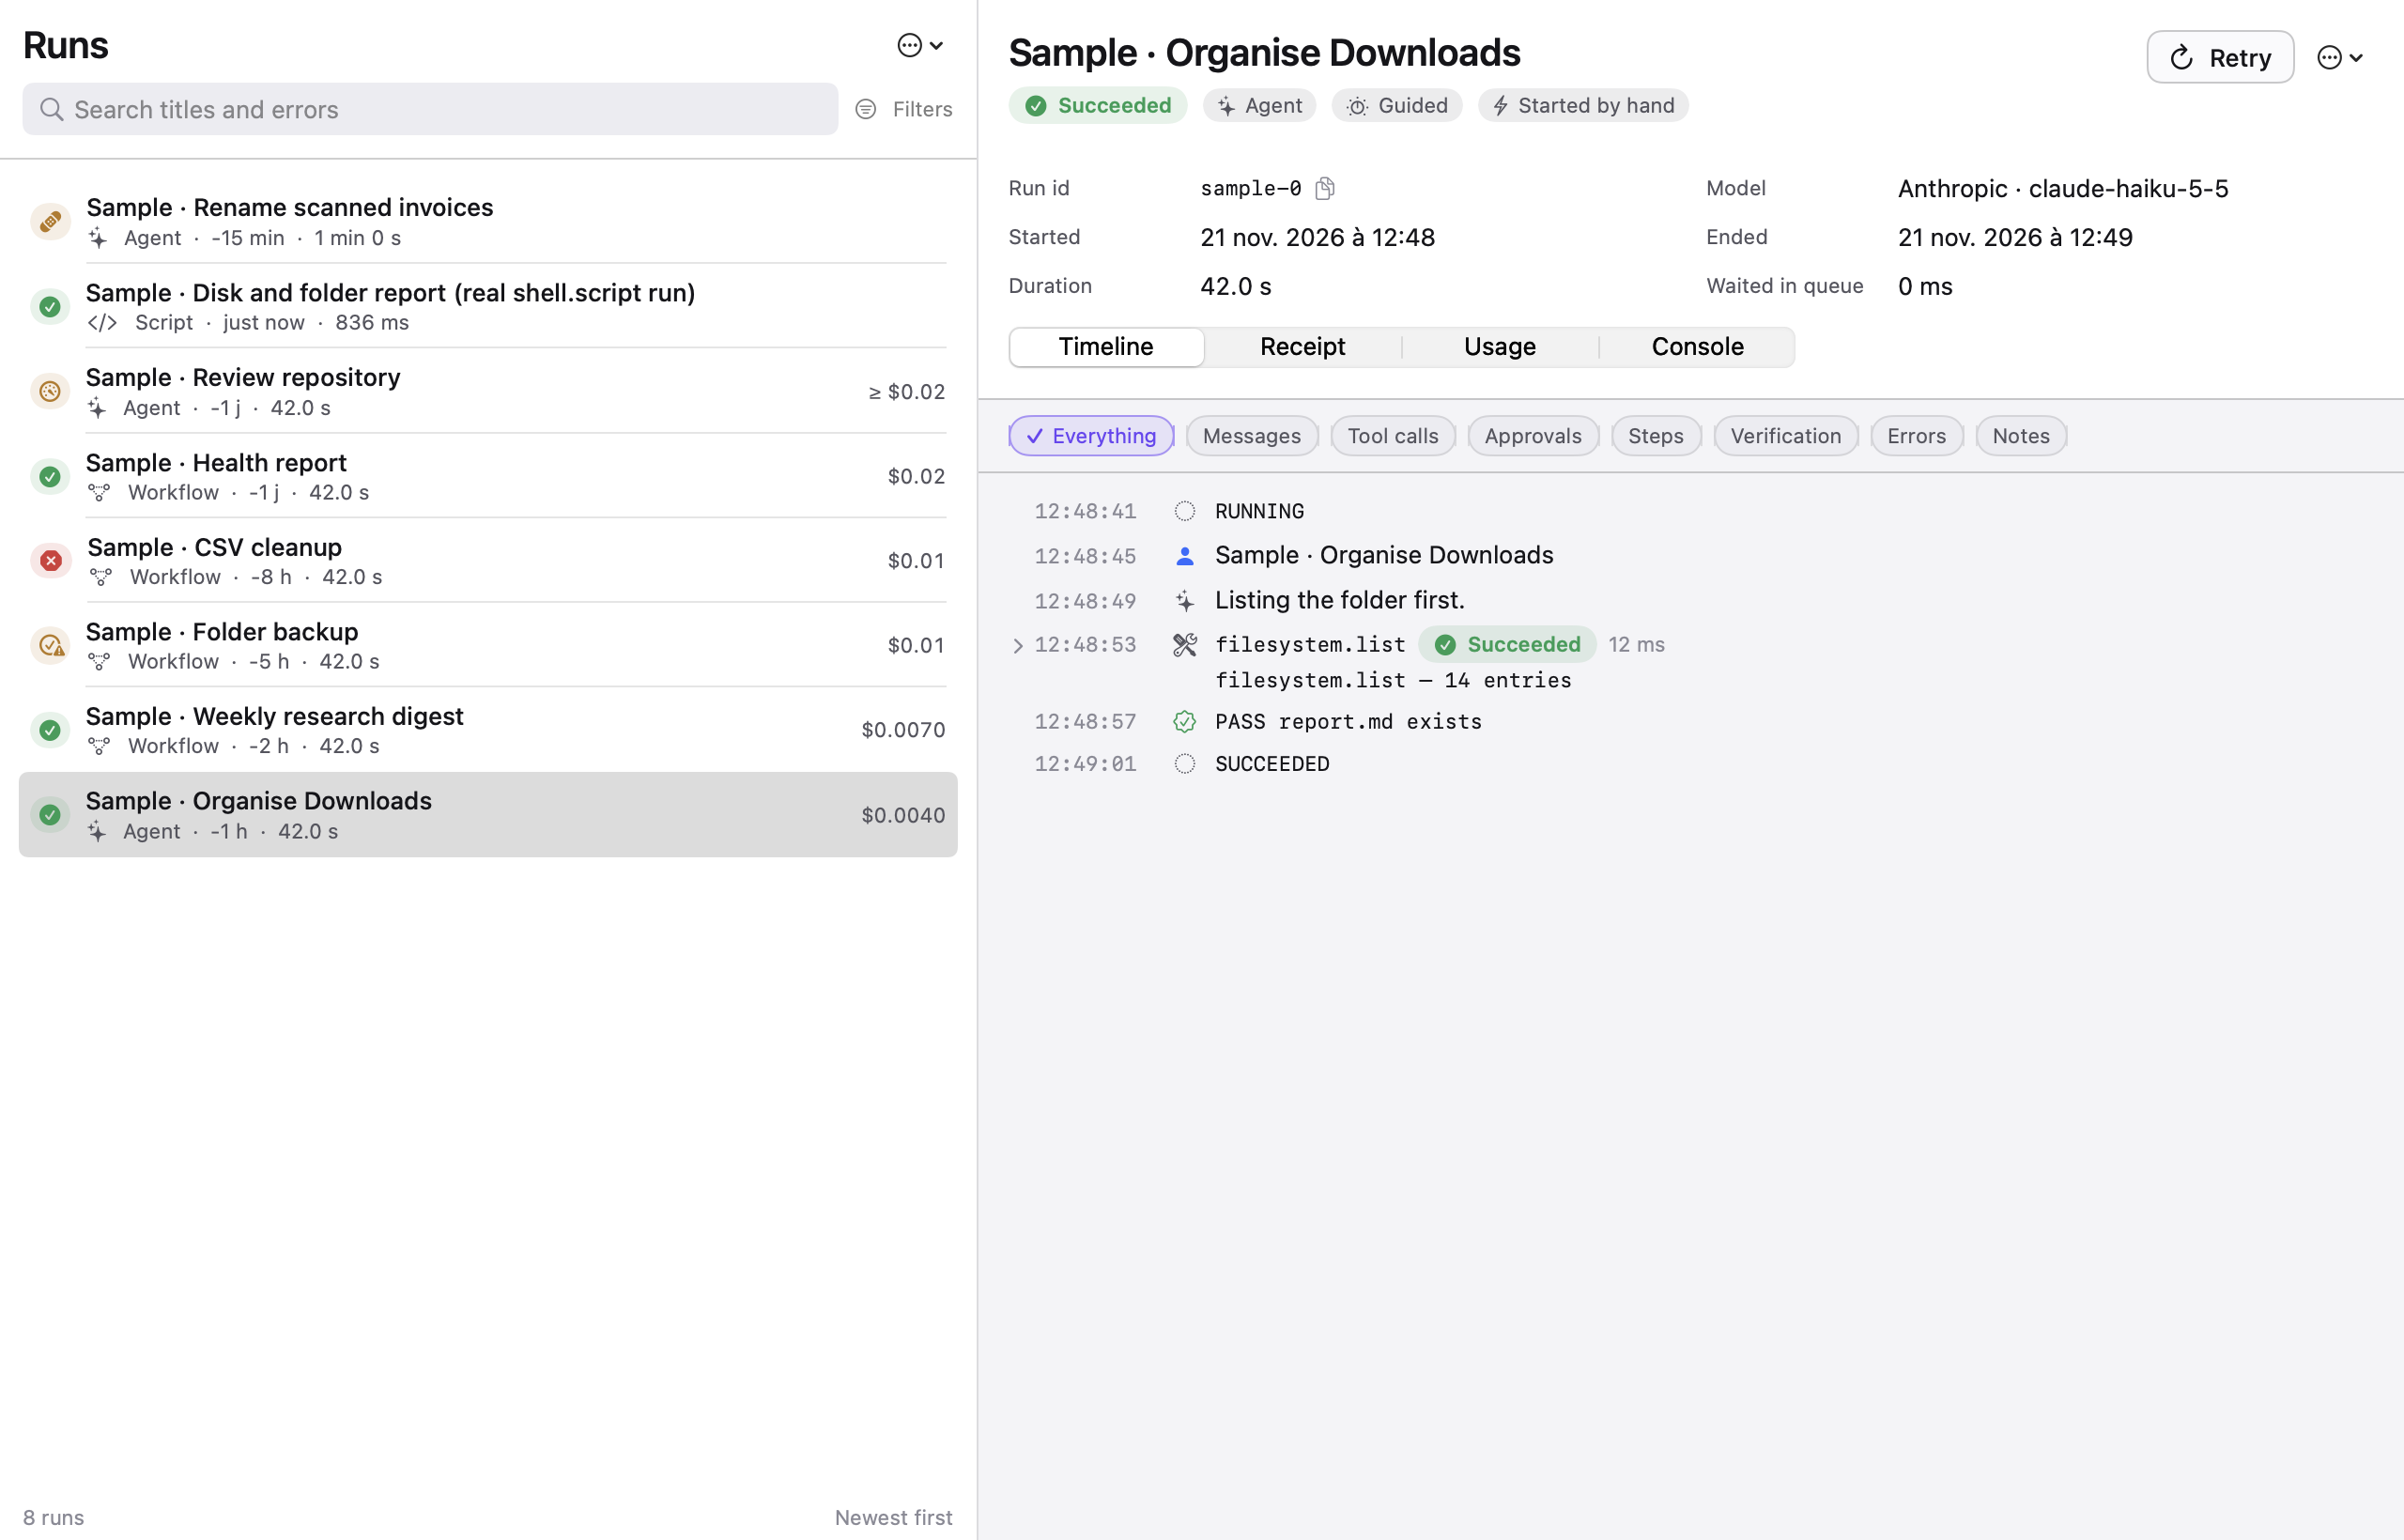 Runs
Search titles and errors
Filters
Sample · Rename scanned invoices
Agent · -15 min · 1 min 0 s
Sample · Disk and folder report (real shell.script run)
Script · just now · 836 ms
Sample · Review repository
Agent · -1 j · 42.0 s
≥ $0.02
Sample · Health report
Workflow · -1 j · 42.0 s
$0.02
Sample · CSV cleanup
Workflow · -8 h · 42.0 s
$0.01
Sample · Folder backup
Workflow · -5 h · 42.0 s
$0.01
Sample · Weekly research digest
Workflow · -2 h · 42.0 s
$0.0070
Sample · Organise Downloads
Agent · -1 h · 42.0 s
$0.0040
8 runs
Newest first
Sample · Organise Downloads
Retry
Succeeded
Agent
Guided
Started by hand
Run id sample-0
Model Anthropic · claude-haiku-5-5
Started 21 nov. 2026 à 12:48
Ended 21 nov. 2026 à 12:49
Duration 42.0 s
Waited in queue 0 ms
Timeline Receipt Usage Console
Everything Messages Tool calls Approvals Steps Verification Errors Notes
12:48:41 RUNNING
12:48:45 Sample · Organise Downloads
12:48:49 Listing the folder first.
12:48:53 filesystem.list Succeeded 12 ms
filesystem.list — 14 entries
12:48:57 PASS report.md exists
12:49:01 SUCCEEDED